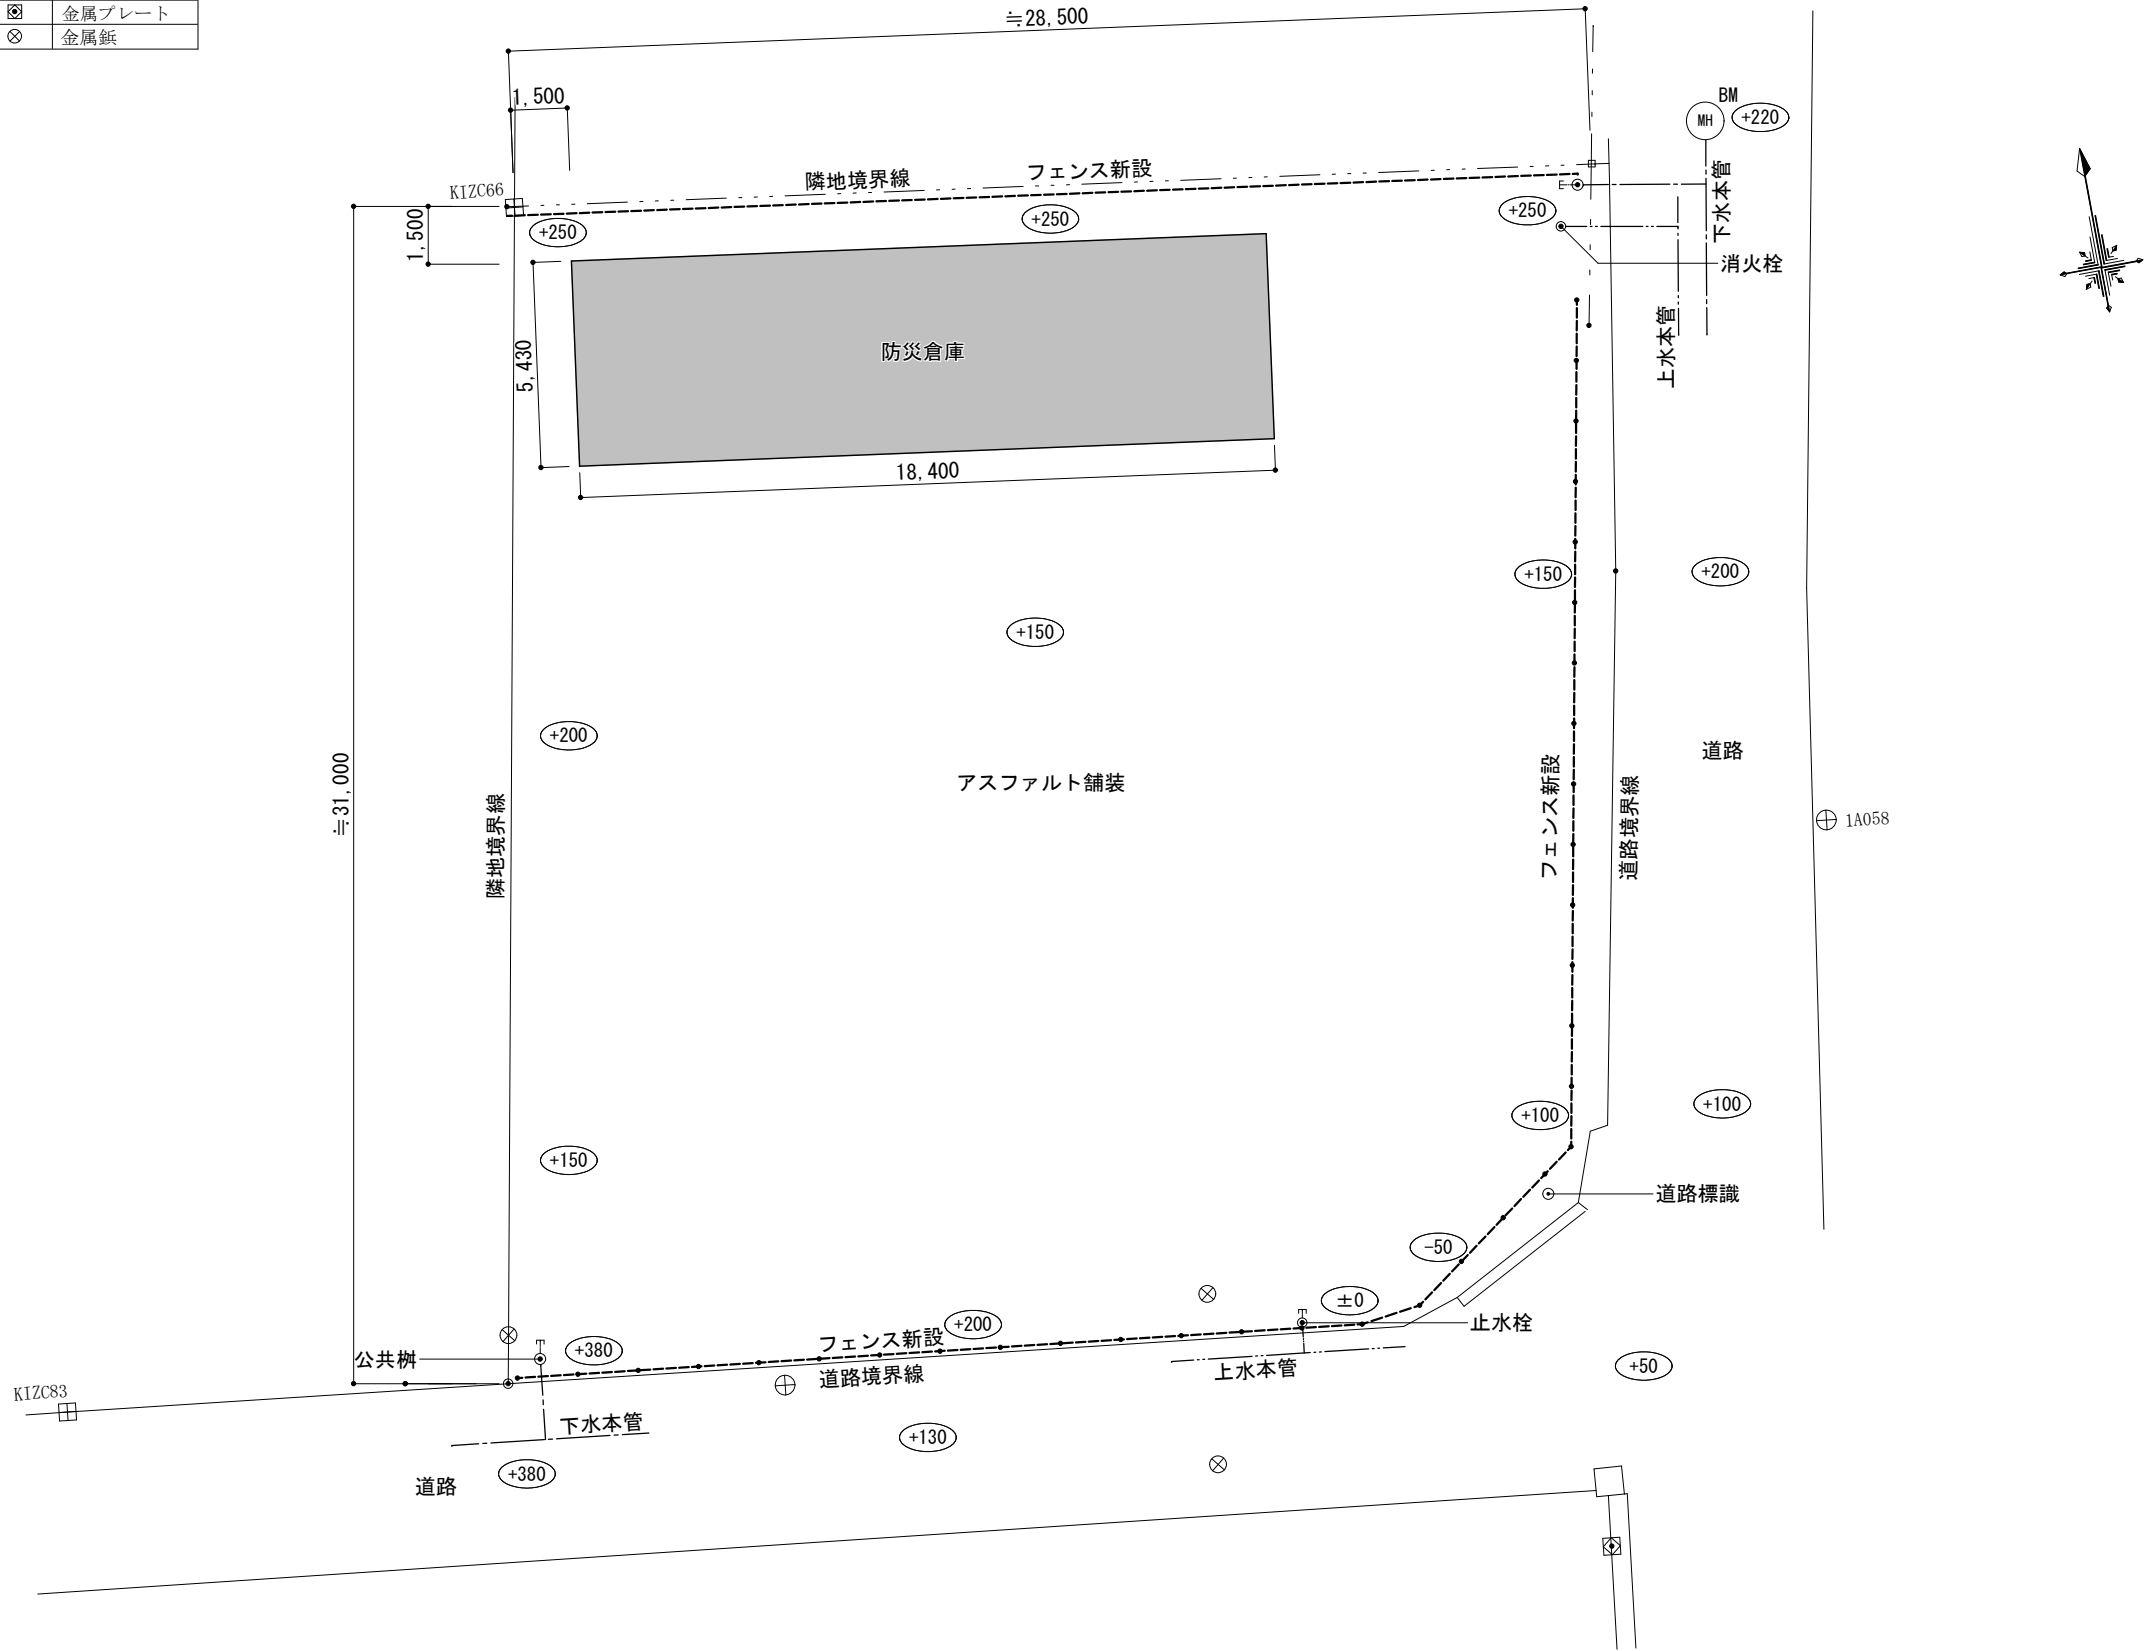 金属プレート
金属鋲
≒28,500
1,500
BM
MH
+220
KIZC66
隣地境界線
フェンス新設
下水本管
1,500
+250
+250
+250
消火栓
5,430
防災倉庫
上水本管
18,400
+150
+200
+150
+200
≒31,000
アスファルト舗装
道路
隣地境界線
フェンス新設
道路境界線
1A058
+100
+100
+150
道路標識
-50
±0
+200
フェンス新設
止水栓
+380
公共桝
道路境界線
上水本管
+50
KIZC83
下水本管
+130
+380
道路